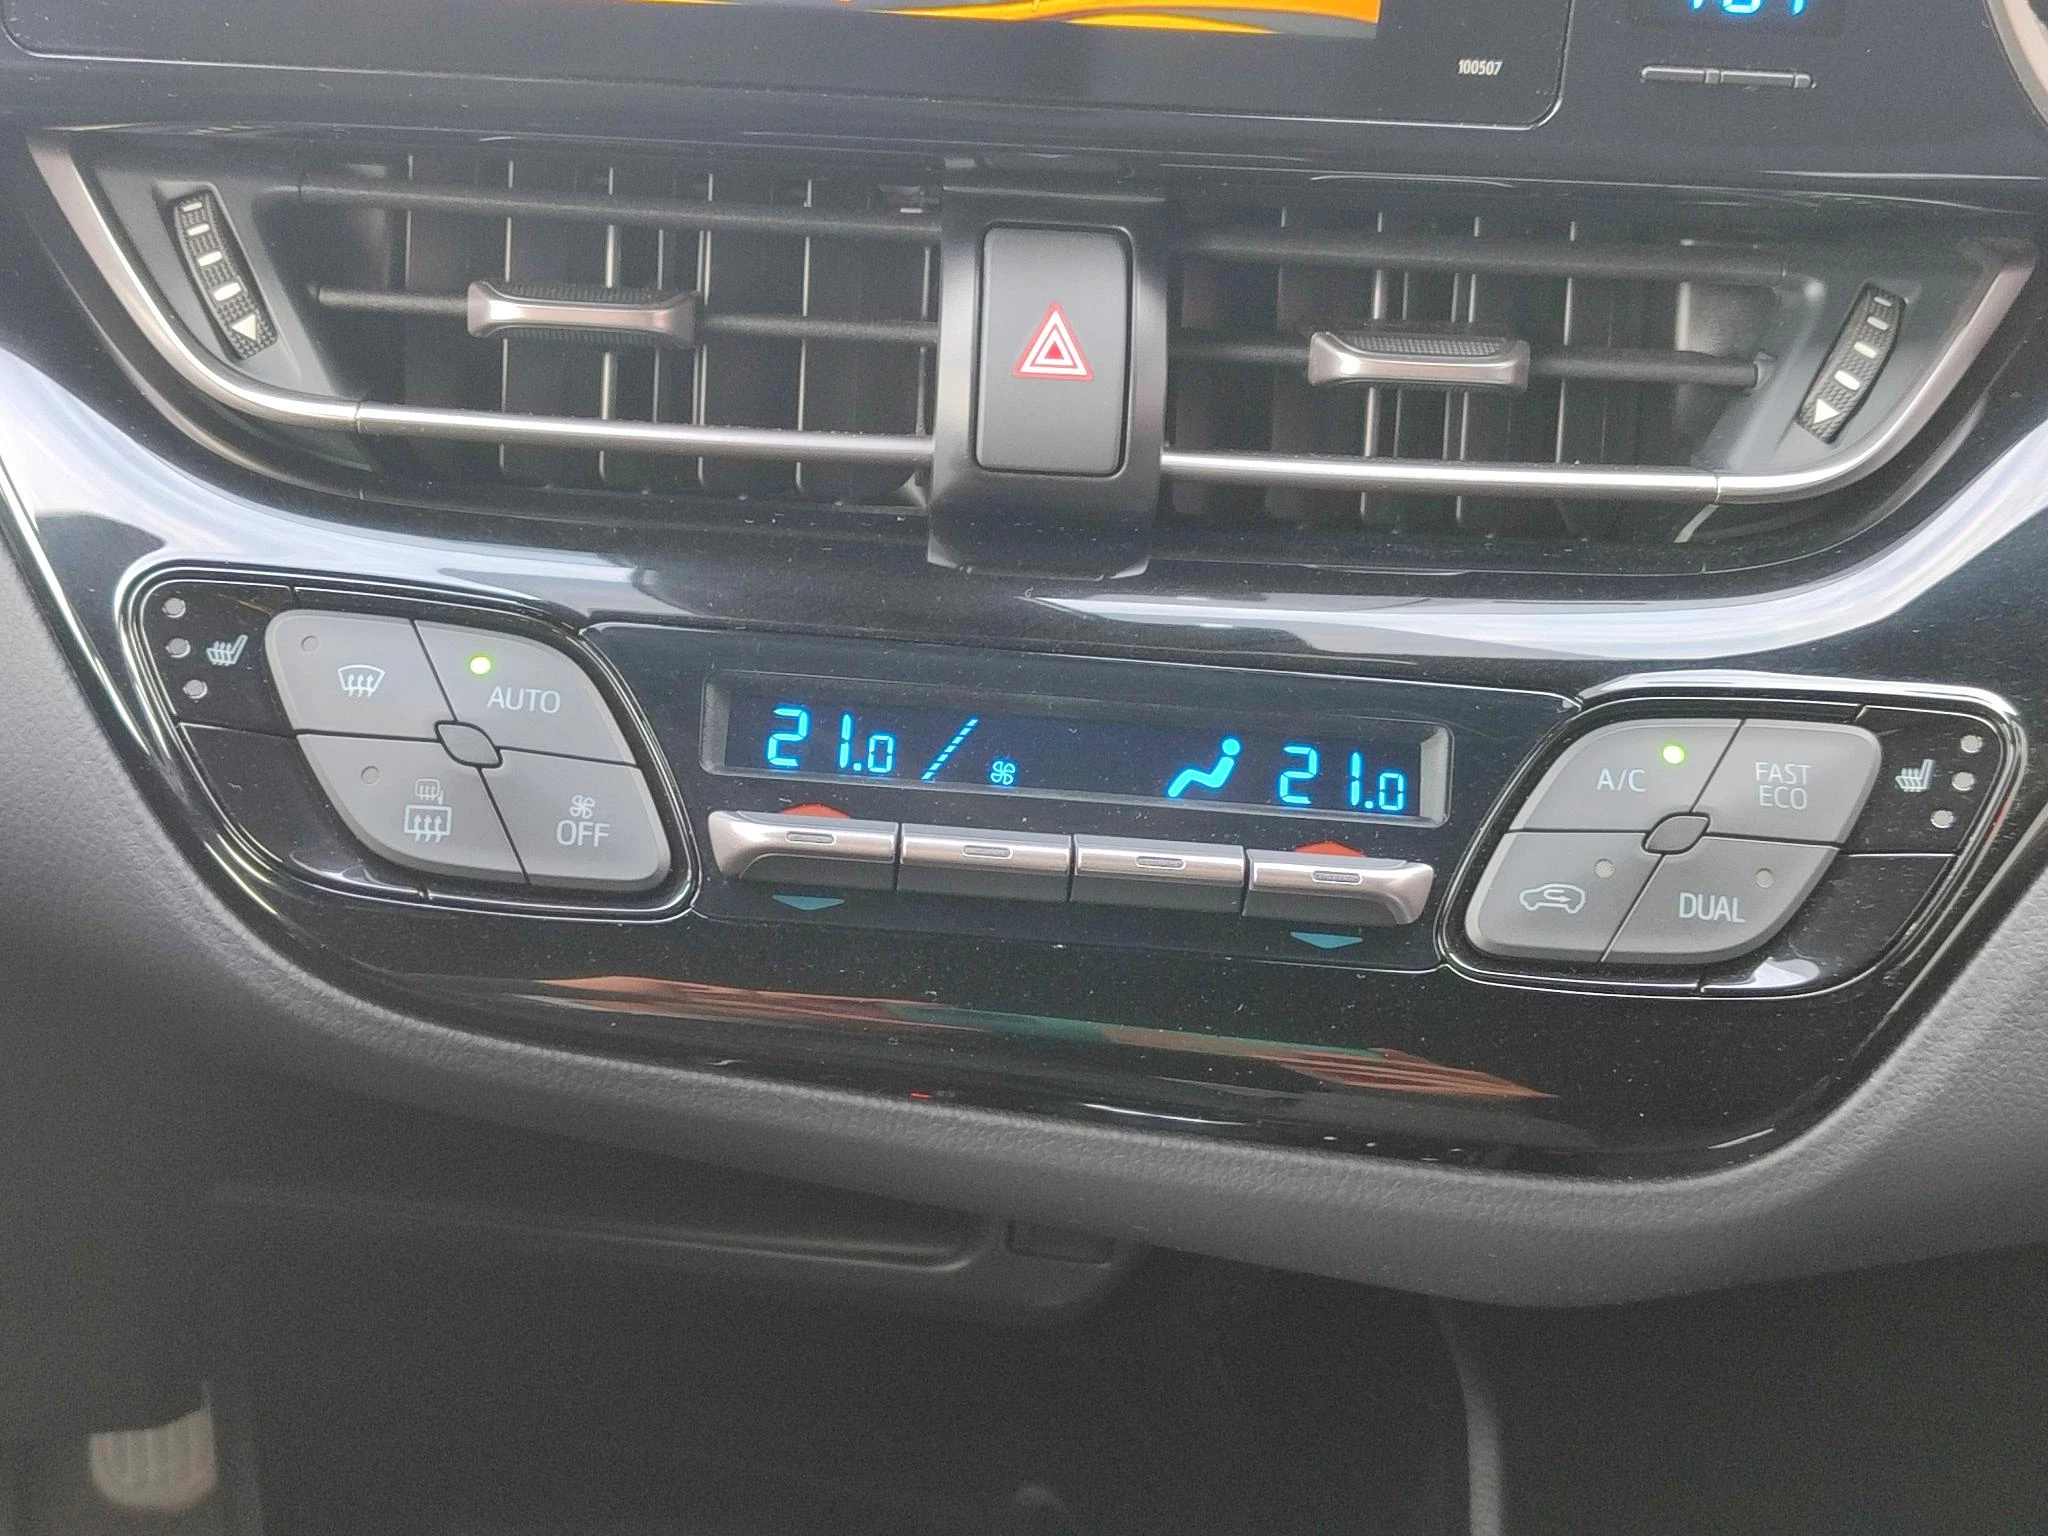 100507
AUTO
OFF
21.0
21.0
A/C
FAST
ECO
DUAL